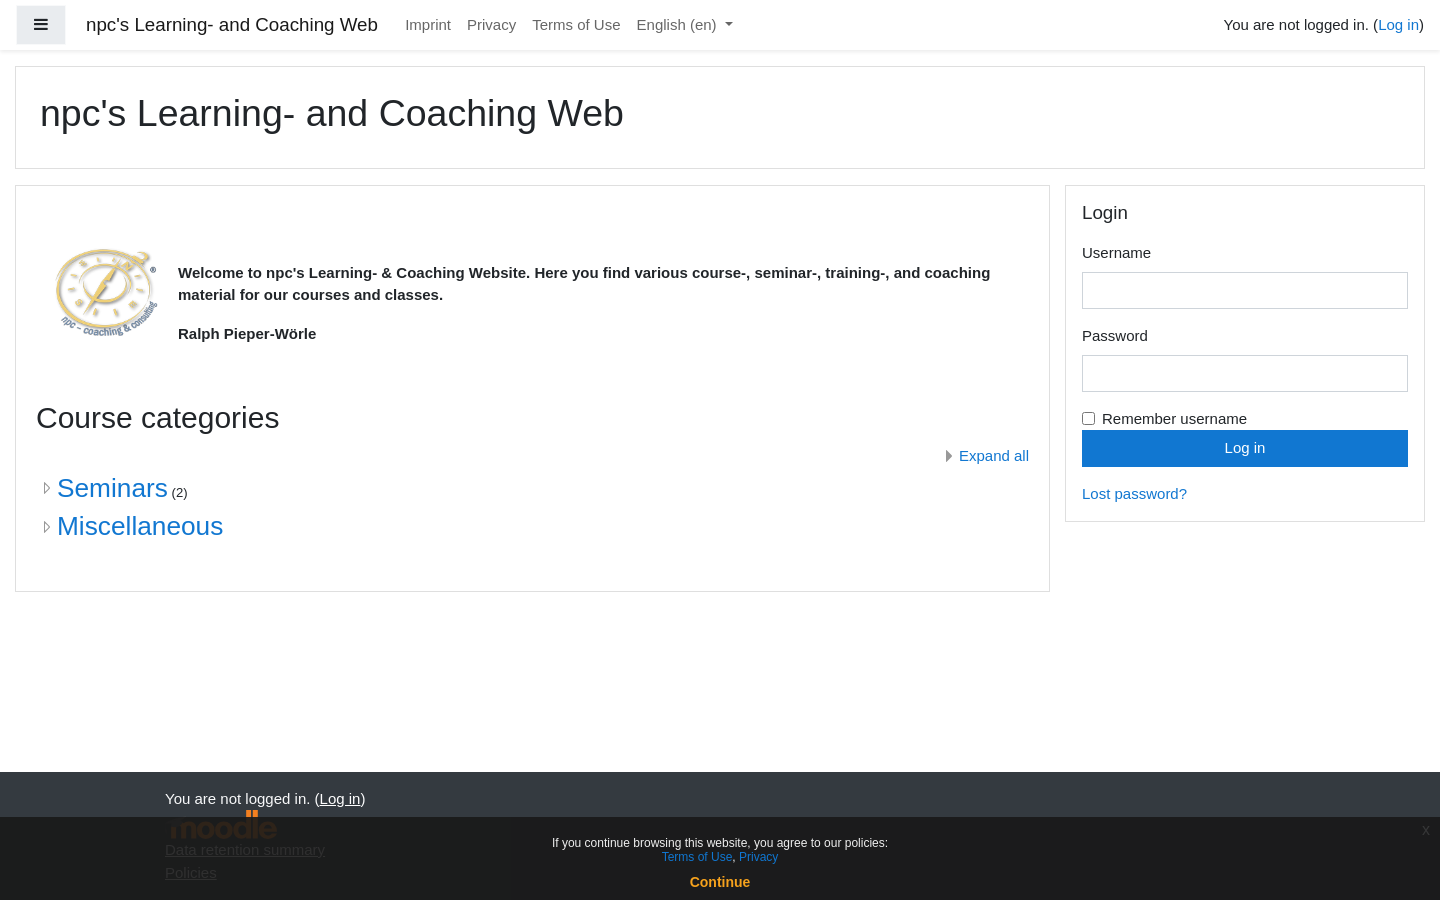 npc's Learning- and Coaching Web
Imprint
Privacy
Terms of Use
English (en)
You are not logged in. (Log in)
npc's Learning- and Coaching Web
npc - coaching & consulting
®
Welcome to npc's Learning- & Coaching Website. Here you find various course-, seminar-, training-, and coaching
material for our courses and classes.
Ralph Pieper-Wörle
Course categories
Expand all
Seminars (2)
Miscellaneous
Login
Username
Password
Remember username
Log in
Lost password?
You are not logged in. (Log in)
moodle
Data retention summary
Policies
If you continue browsing this website, you agree to our policies:
Terms of Use, Privacy
Continue
x